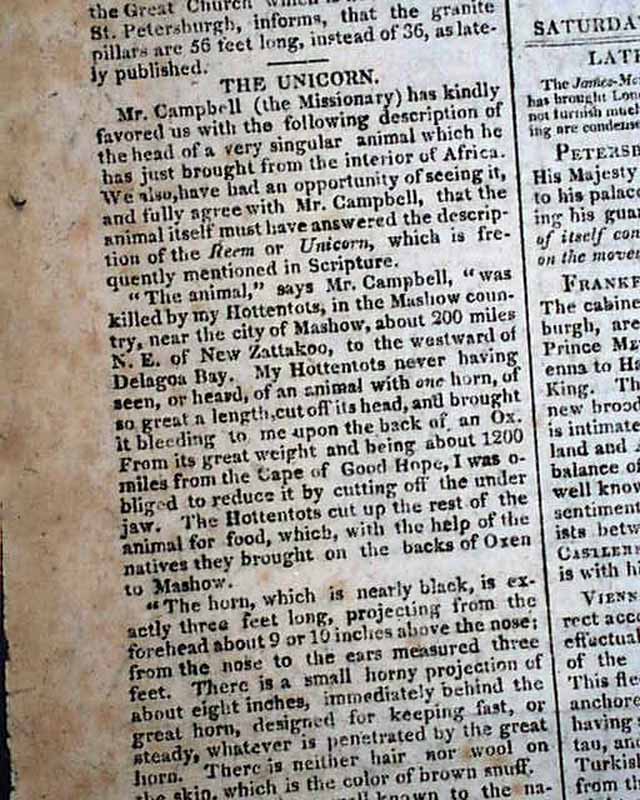 the Great Church which
St. Petersburgh, informs, that the granite
pillars are 56 feet long, instead of 36, as late-
ly published.
THE UNICORN.
Mr. Campbell (the Missionary) has kindly
favored us with the following description of
the head of a very singular animal which he
has just brought from the interior of Africa.
We also, have had an opportunity of seeing it,
and fully agree with Mr. Campbell, that the
animal itself must have answered the descrip-
tion of the Reem or Unicorn, which is fre-
quently mentioned in Scripture.
"The animal," says Mr. Campbell, "was
killed by my Hottentots, in the Mashow coun-
try, near the city of Mashow, about 200 miles
N. E. of New Zattakoo, to the westward of
Delagoa Bay. My Hottentots never having
seen, or heard, of an animal with one horn, of
so great a length, cut off its head, and brought
it bleeding to me upon the back of an Ox.
From its great weight and being about 1200
miles from the Cape of Good Hope, I was o-
bliged to reduce it by cutting off the under
jaw. The Hottentots cut up the rest of the
animal for food, which, with the help of the
natives they brought on the backs of Oxen
to Mashow.
"The horn, which is nearly black, is ex-
actly three feet long, projecting from the
forehead about 9 or 10 inches above the nose;
from the nose to the ears measured three
feet. There is a small horny projection of
about eight inches, immediately behind the
great horn, designed for keeping fast, or
steady, whatever is penetrated by the great
horn. There is neither hair nor wool on
the skin, which is the color of brown snuff.
known to the na-
SATURDA
LATE
The James-Mo
has brought Lon
not furnish much
ing are condense
PETERSB
His Majesty
to his palac
ing his gua
of itself con
on the movem
FRANKF
The cabine
burgh, are
Prince ME
enna to Ha
King. Th
new brood
is intimate
land and
balance of
well know
sentiment
ists betw
CASTLER
is with hi
VIENN
rect acco
effectual
of the
This fle
anchore
having
tau, an
Turkis
from t